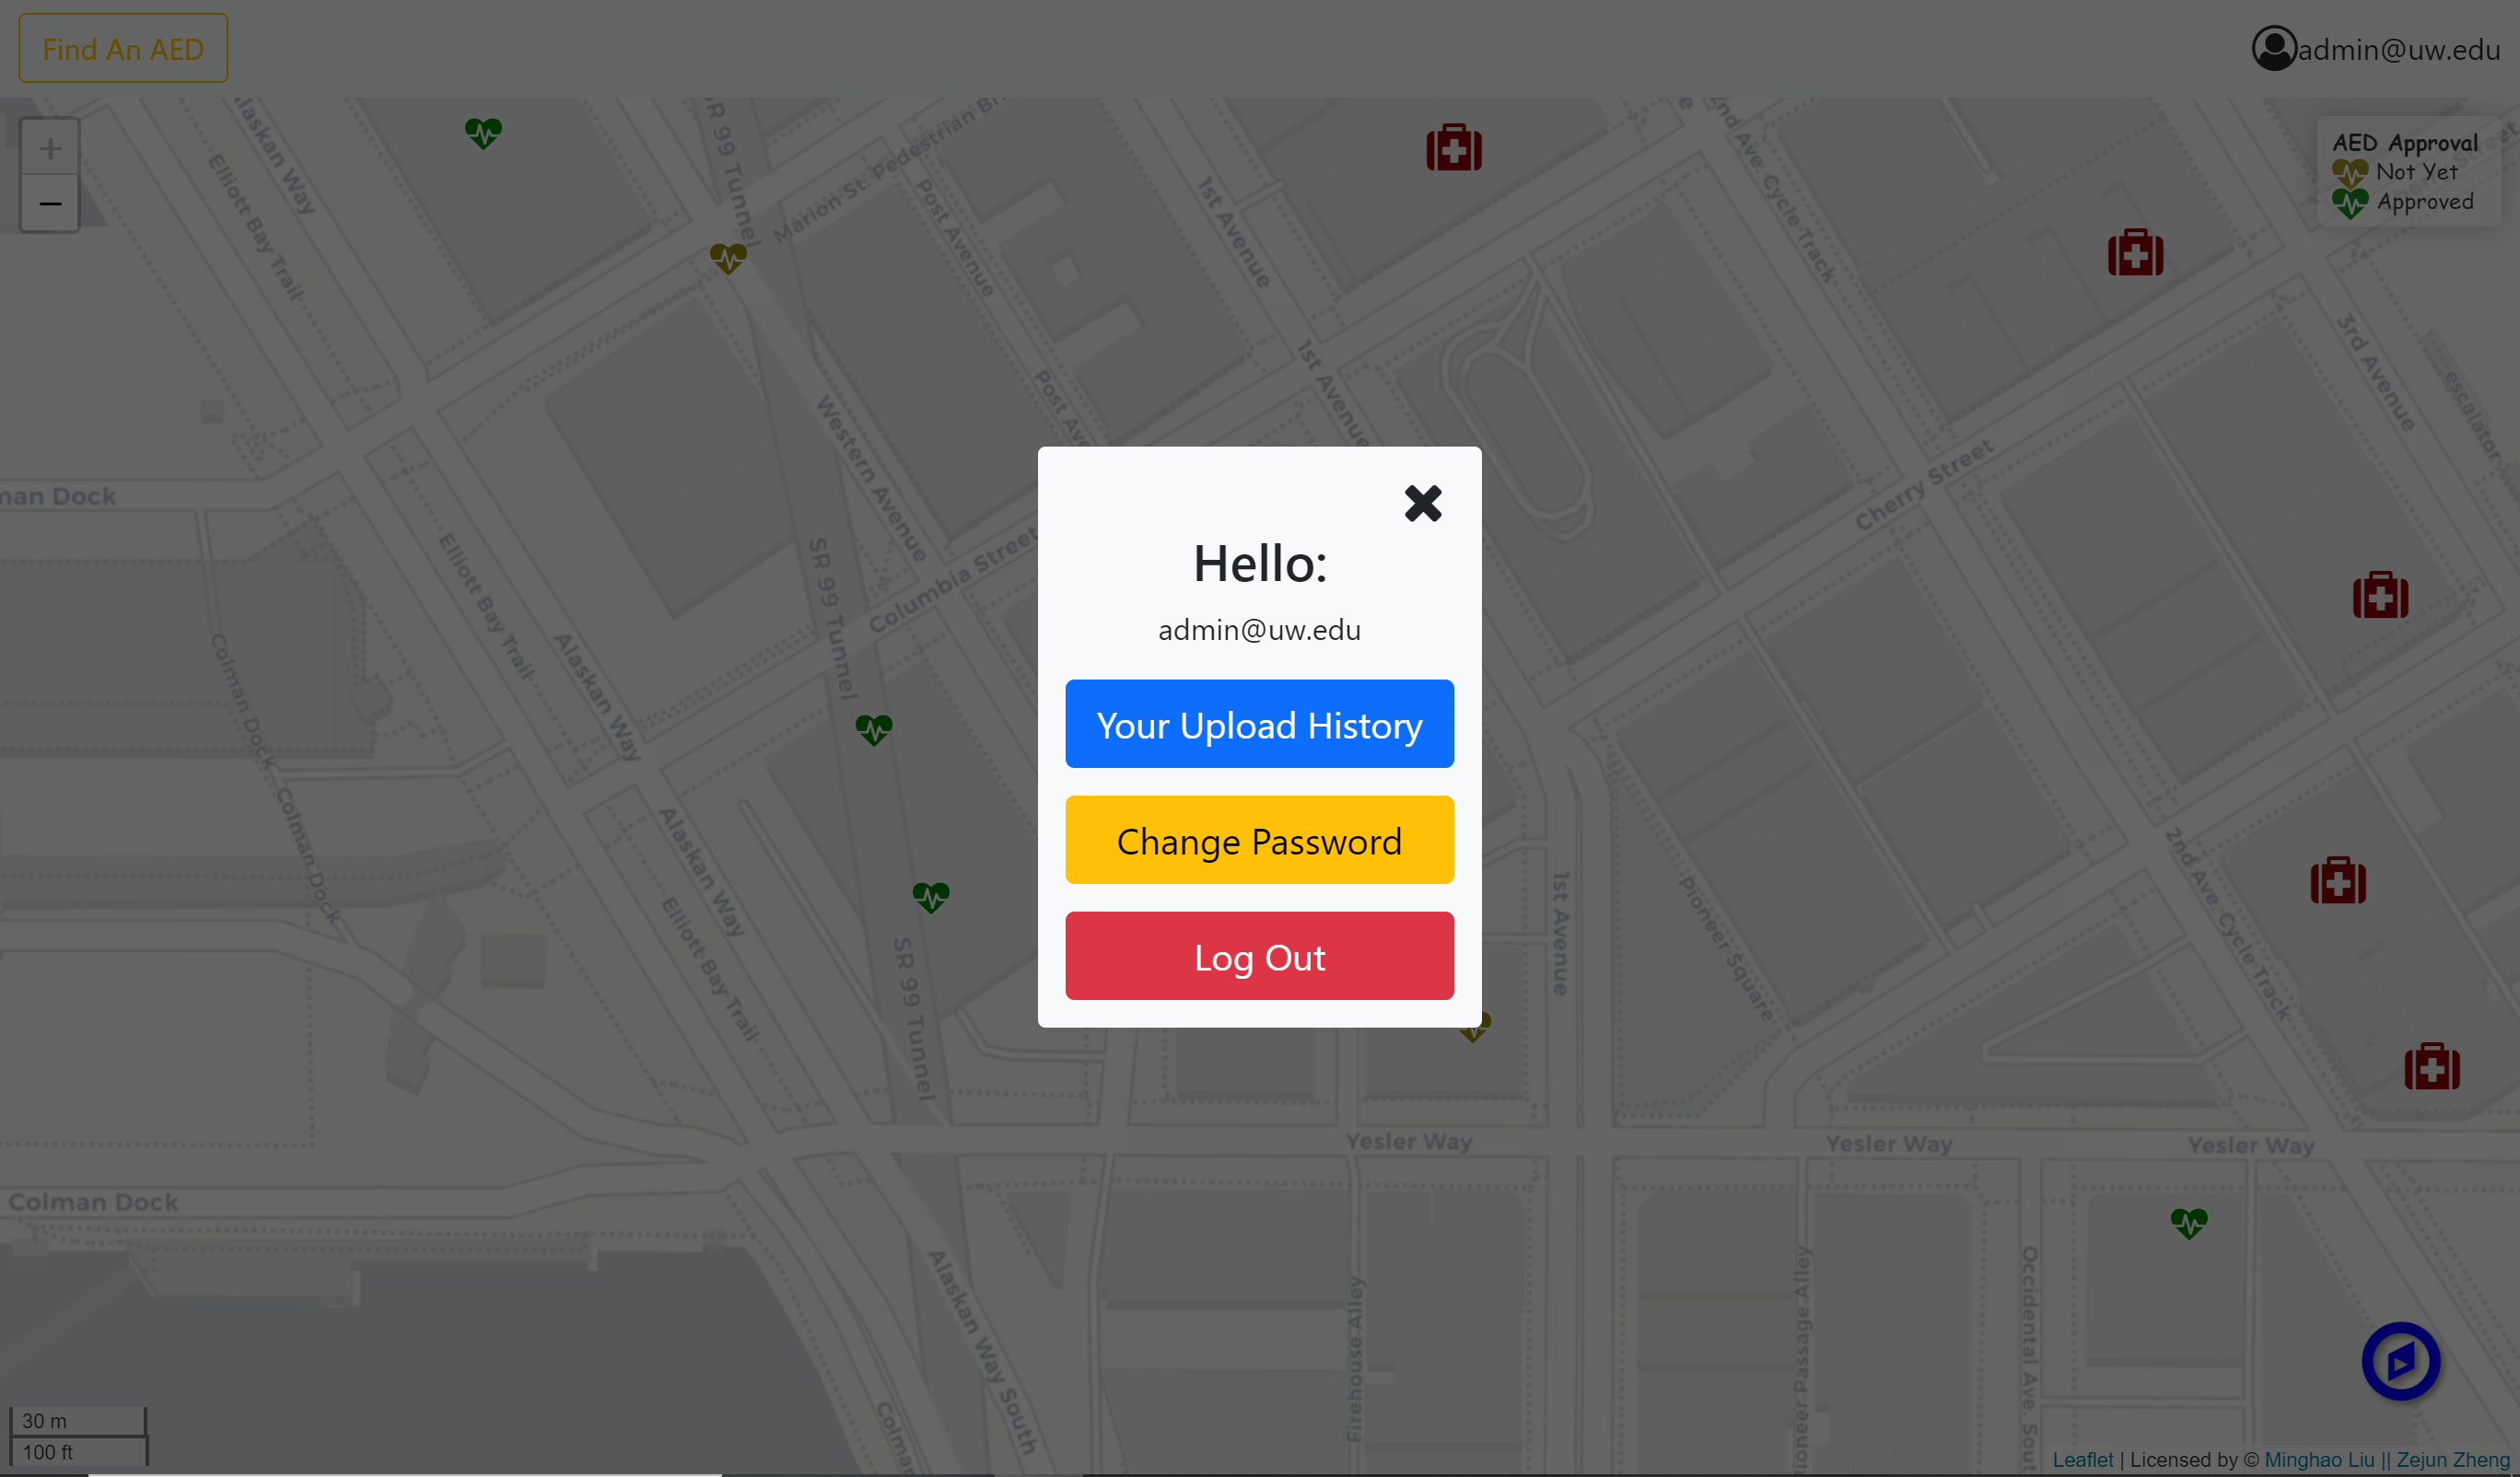 Find An AED
admin@uw.edu
+
−
AED Approval
Not Yet
Approved
Alaskan Way
Elliott Bay Trail
SR 99 Tunnel
Marion St. Pedestrian Br
Post Avenue
1st Avenue
2nd Ave. Cycle Track
3rd Avenue
escalator
Post Ave
1st Avenue
Western Avenue
Cherry Street
man Dock
Columbia Street
SR 99 Tunnel
Elliott Bay Trail
Alaskan Way
Colman Dock
Hello:
admin@uw.edu
Your Upload History
Change Password
Log Out
Colman Dock
Alaskan Way
Elliott Bay Trail
SR 99 Tunnel
1st Avenue
Pioneer Square
2nd Ave. Cycle Track
Yesler Way
Yesler Way
Yesler Way
Colman Dock
Alaskan Way South
Firehouse Alley
Pioneer Passage Alley
Occidental Ave. Sout
Colman
30 m
100 ft
Leaflet | Licensed by © Minghao Liu || Zejun Zheng